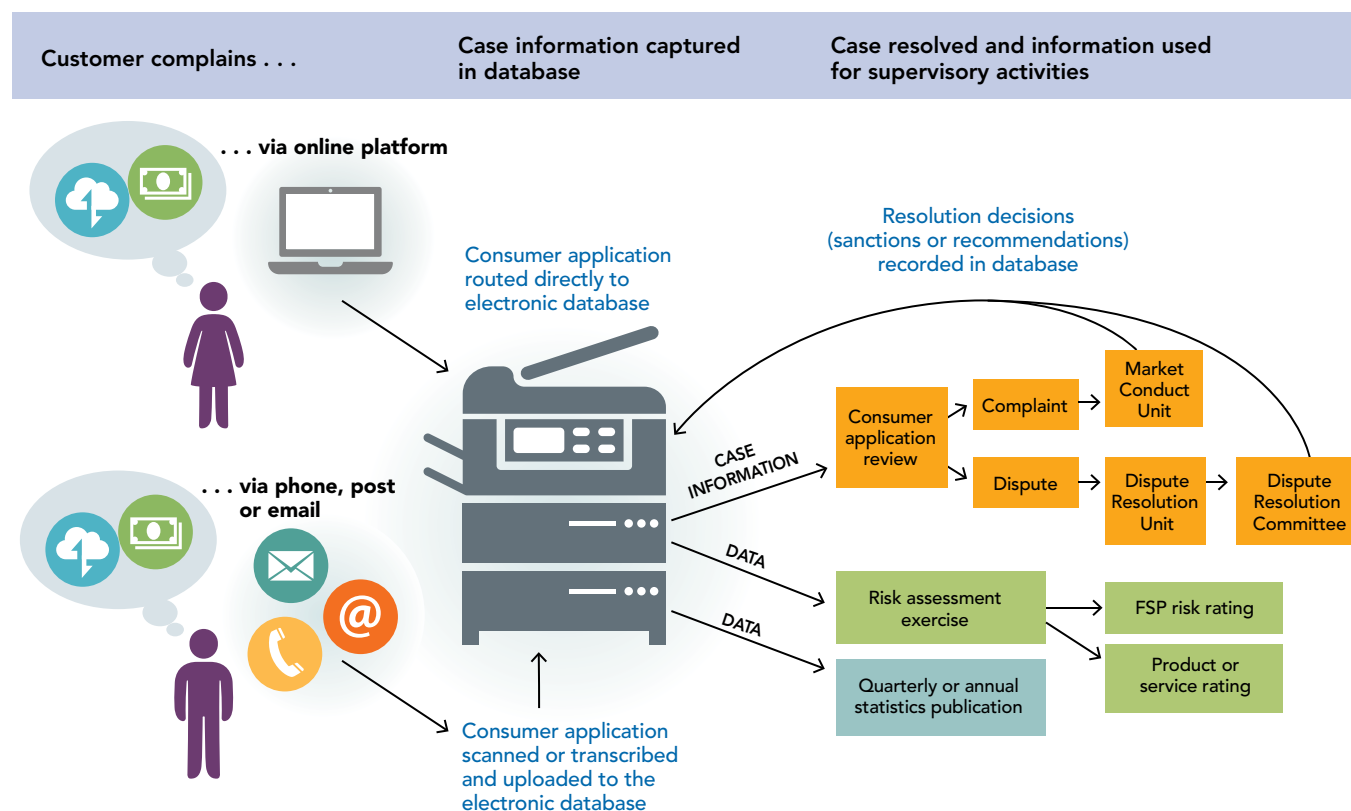 Customer complains . . .
Case information captured
in database
Case resolved and information used
for supervisory activities
. . . via online platform
Consumer application
routed directly to
electronic database
Resolution decisions
(sanctions or recommendations)
recorded in database
. . . via phone, post
or email
@
Consumer application
scanned or transcribed
and uploaded to the
electronic database
CASE
INFORMATION
DATA
DATA
Consumer
application
review
Complaint
Market
Conduct
Unit
Dispute
Dispute
Resolution
Unit
Dispute
Resolution
Committee
Risk assessment
exercise
FSP risk rating
Product or
service rating
Quarterly or annual
statistics publication